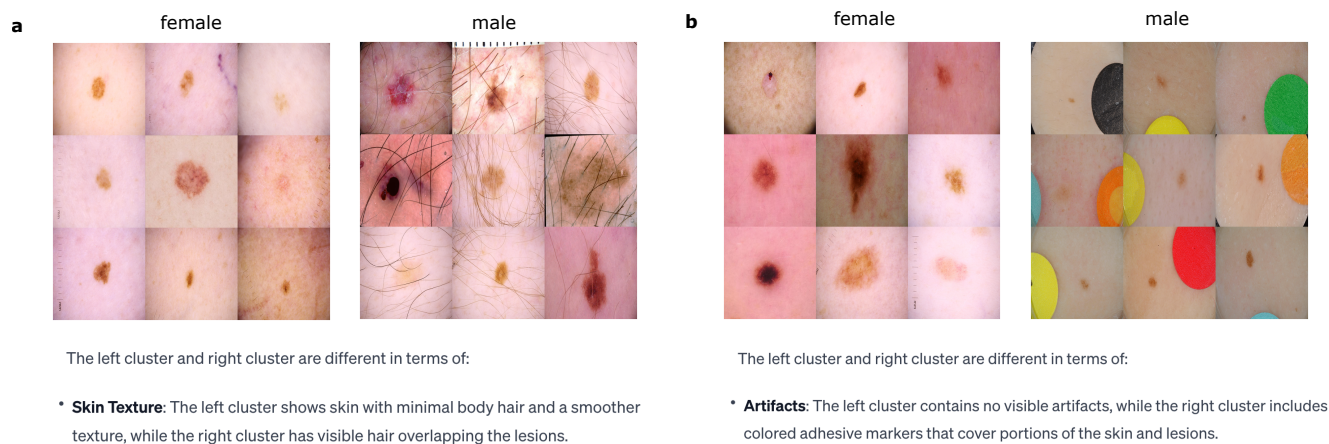 a
female
male
The left cluster and right cluster are different in terms of:
• Skin Texture: The left cluster shows skin with minimal body hair and a smoother
texture, while the right cluster has visible hair overlapping the lesions.
b
female
male
The left cluster and right cluster are different in terms of:
• Artifacts: The left cluster contains no visible artifacts, while the right cluster includes
colored adhesive markers that cover portions of the skin and lesions.